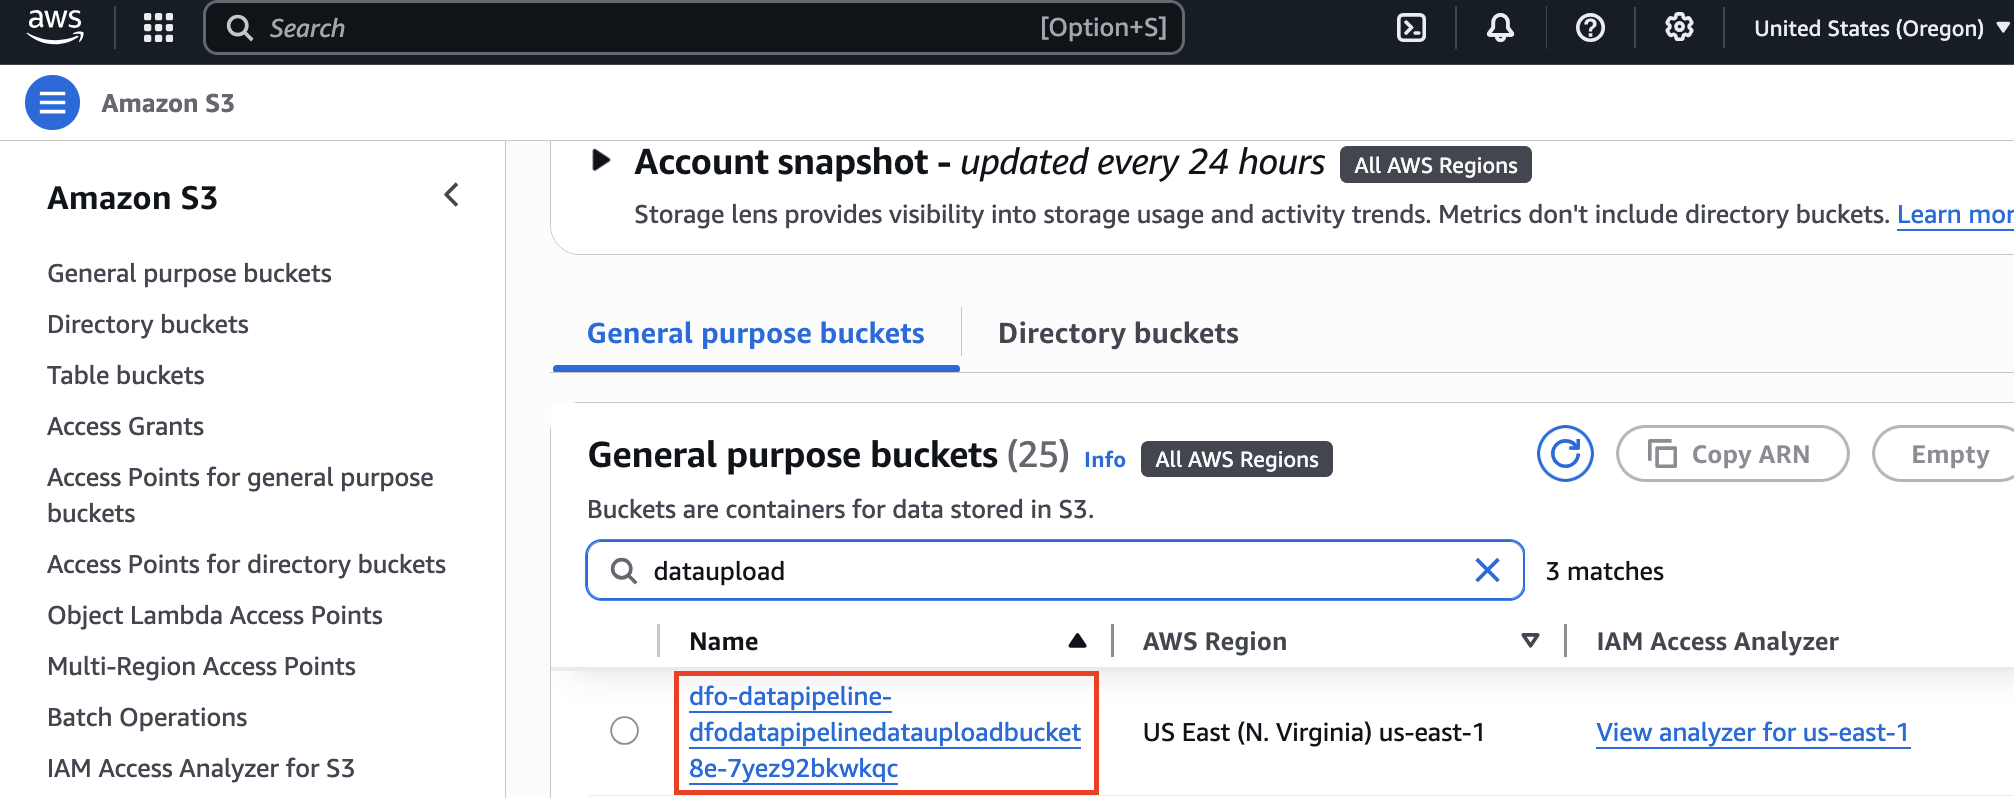 aws
Search
[Option+S]
United States (Oregon)
Amazon S3
Amazon S3
General purpose buckets
Directory buckets
Table buckets
Access Grants
Access Points for general purpose
buckets
Access Points for directory buckets
Object Lambda Access Points
Multi-Region Access Points
Batch Operations
IAM Access Analyzer for S3
Account snapshot - updated every 24 hours All AWS Regions
Storage lens provides visibility into storage usage and activity trends. Metrics don't include directory buckets. Learn mor
General purpose buckets
Directory buckets
General purpose buckets (25) Info All AWS Regions
Copy ARN
Empty
Buckets are containers for data stored in S3.
dataupload
3 matches
Name
AWS Region
IAM Access Analyzer
dfo-datapipeline-
dfodatapipelinedatauploadbucket
8e-7yez92bkwkqc
US East (N. Virginia) us-east-1
View analyzer for us-east-1